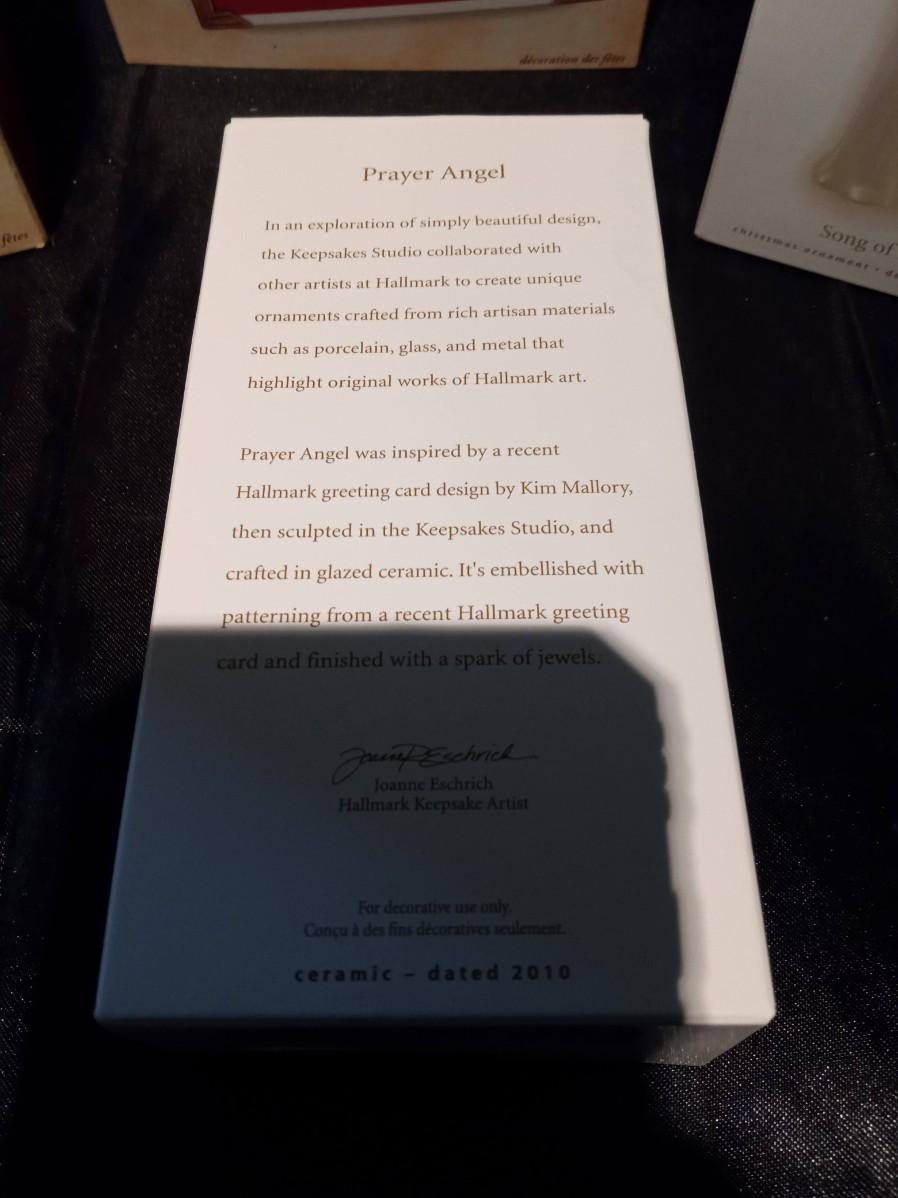 décoration des fêtes
fêtes
Song of
christmas ornament · d
Prayer Angel
In an exploration of simply beautiful design,
the Keepsakes Studio collaborated with
other artists at Hallmark to create unique
ornaments crafted from rich artisan materials
such as porcelain, glass, and metal that
highlight original works of Hallmark art.
Prayer Angel was inspired by a recent
Hallmark greeting card design by Kim Mallory,
then sculpted in the Keepsakes Studio, and
crafted in glazed ceramic. It's embellished with
patterning from a recent Hallmark greeting
card and finished with a spark of jewels.
Joanne Eschrich
Joanne Eschrich
Hallmark Keepsake Artist
For decorative use only.
Conçu à des fins décoratives seulement.
ceramic – dated 2010